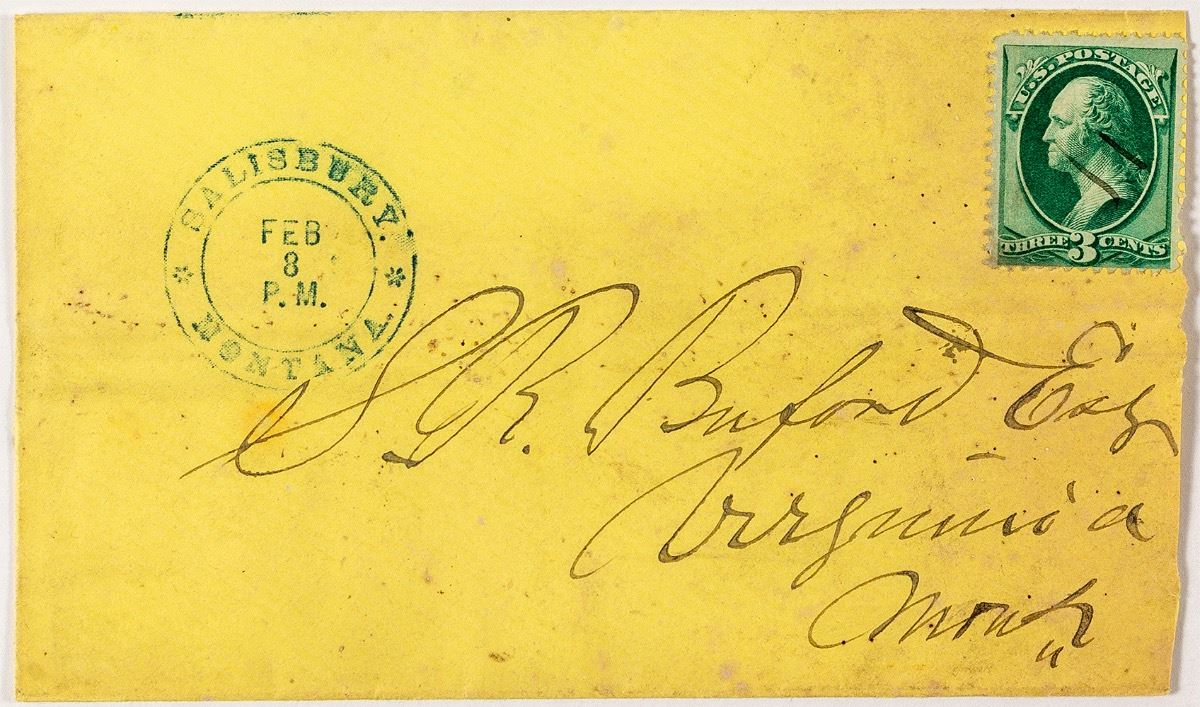 U.S. POSTAGE
THREE 3 CENTS
SALISBURY.
FEB
8
P.M.
MONTANA.
S. R. Buford Esq
Virginia
Mont